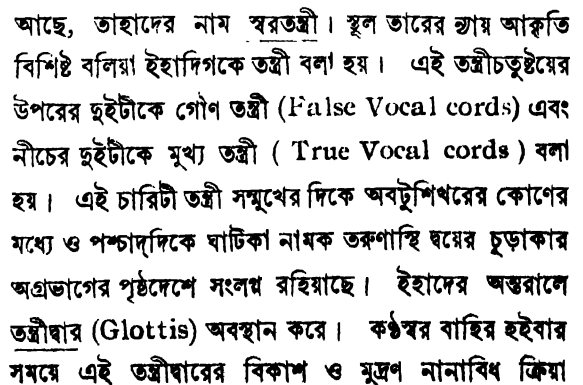 আছে, তাহাদের নাম স্বরতন্ত্রী। স্থূল তারের ন্যায় আকৃতি
বিশিষ্ট বলিয়া ইহাদিগকে তন্ত্রী বলা হয়। এই তন্ত্রীচতুষ্টয়ের
উপরের দুইটীকে গৌণ তন্ত্রী (False Vocal cords) এবং
নীচের দুইটীকে মুখ্য তন্ত্রী ( True Vocal cords ) বলা
হয়। এই চারিটী তন্ত্রী সম্মুখের দিকে অবটুশিখরের কোণের
মধ্যে ও পশ্চাদ্‌দিকে ঘাটিকা নামক তরুণাস্থি দ্বয়ের চূড়াকার
অগ্রভাগের পৃষ্ঠদেশে সংলগ্ন রহিয়াছে। ইহাদের অন্তরালে
তন্ত্রীদ্বার (Glottis) অবস্থান করে। কণ্ঠস্বর বাহির হইবার
সময়ে এই তন্ত্রীদ্বারের বিকাশ ও মুদ্রণ নানাবিধ ক্রিয়া